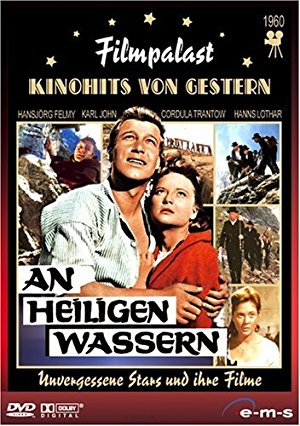 1960
Filmpalast
KINOHITS VON GESTERN
HANSJÖRG FELMY KARL JOHN CORDULA TRANTOW HANNS LOTHAR
AN
HEILIGEN
WASSERN
Unvergessene Stars und ihre Filme
DVD VIDEO DOLBY DIGITAL e-m-s